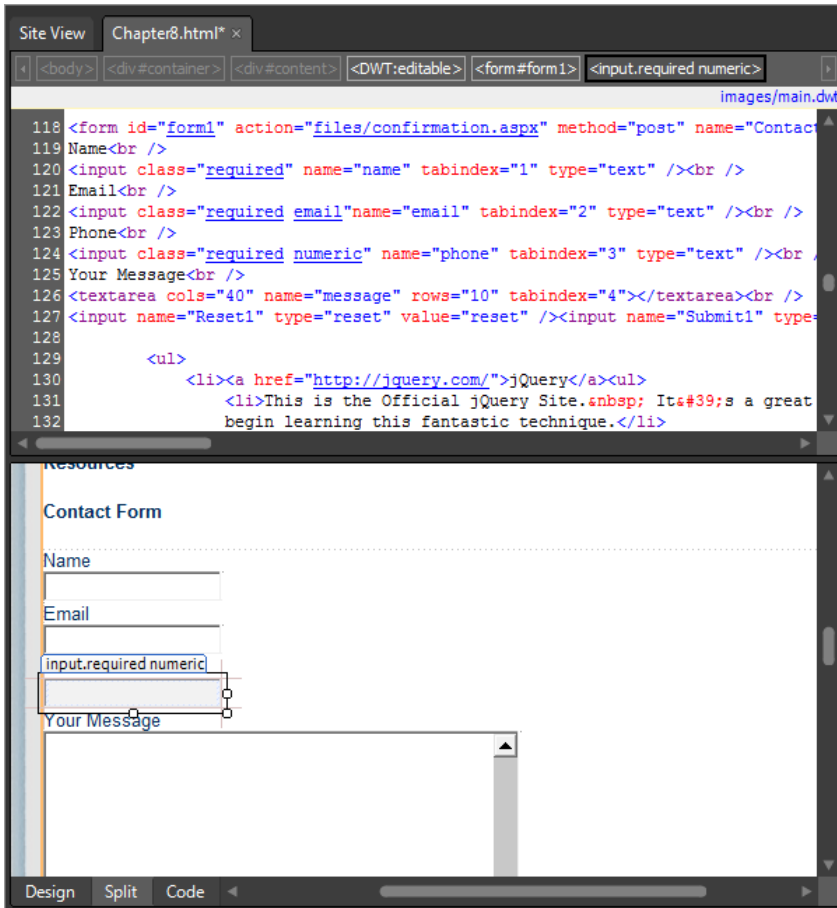 Site View Chapter8.html* ×
<body> <div#container> <div#content> <DWT:editable> <form#form1> <input.required numeric>
images/main.dwt
118 <form id="form1" action="files/confirmation.aspx" method="post" name="Contact
119 Name<br />
120 <input class="required" name="name" tabindex="1" type="text" /><br />
121 Email<br />
122 <input class="required email"name="email" tabindex="2" type="text" /><br />
123 Phone<br />
124 <input class="required numeric" name="phone" tabindex="3" type="text" /><br /
125 Your Message<br />
126 <textarea cols="40" name="message" rows="10" tabindex="4"></textarea><br />
127 <input name="Reset1" type="reset" value="reset" /><input name="Submit1" type=
128
129 <ul>
130 <li><a href="http://jquery.com/">jQuery</a><ul>
131 <li>This is the Official jQuery Site.&nbsp; It&#39;s a great
132 begin learning this fantastic technique.</li>
Resources
Contact Form
Name
Email
input.required numeric
Your Message
Design Split Code